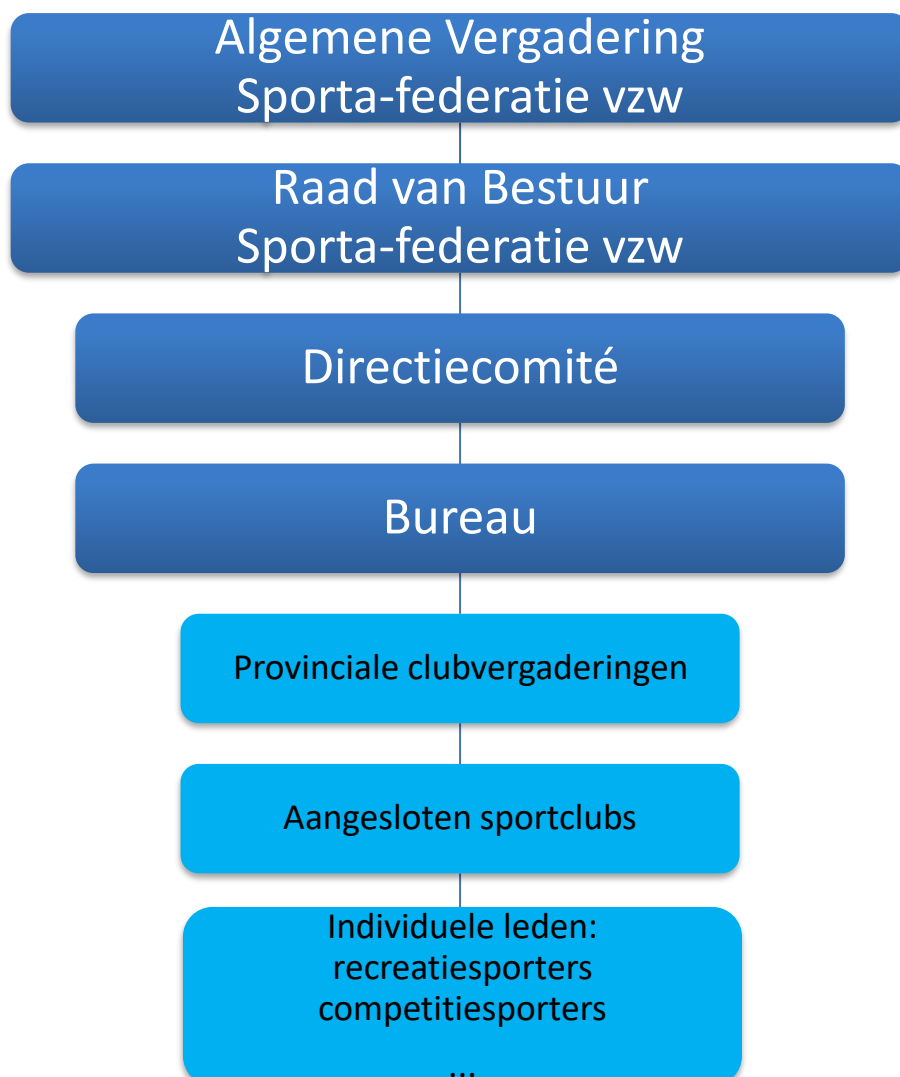 Algemene Vergadering
Sporta-federatie vzw
Raad van Bestuur
Sporta-federatie vzw
Directiecomité
Bureau
Provinciale clubvergaderingen
Aangesloten sportclubs
Individuele leden:
recreatiesporters
competitiesporters
...